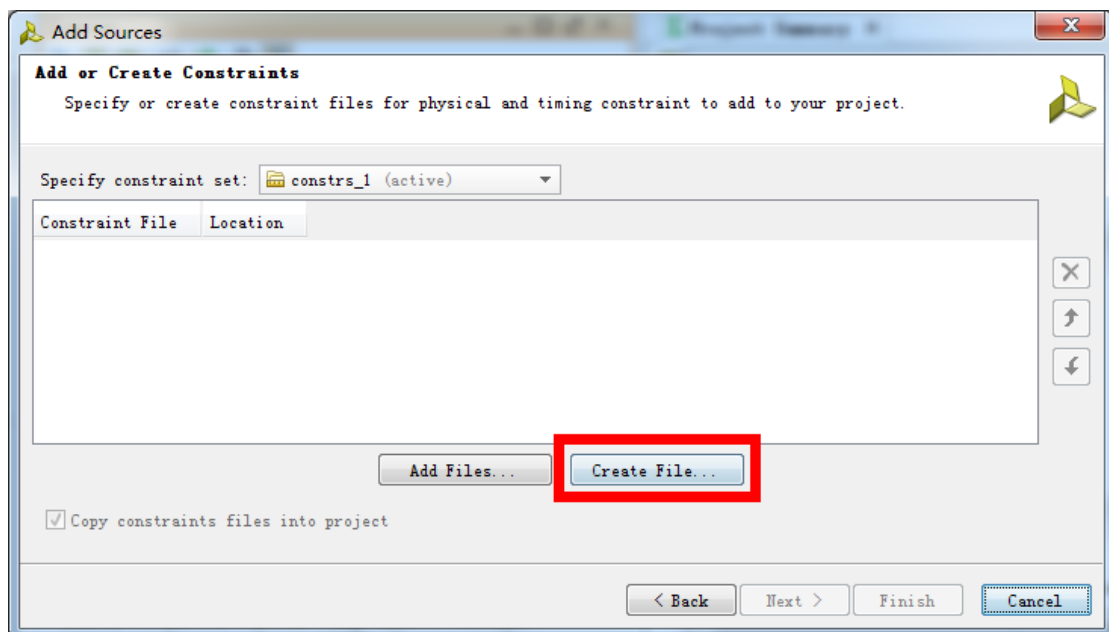 Add Sources
Project Summary
Add or Create Constraints
Specify or create constraint files for physical and timing constraint to add to your project.
Specify constraint set: constrs_1 (active)
Constraint File Location
Add Files... Create File...
Copy constraints files into project
< Back Next > Finish Cancel